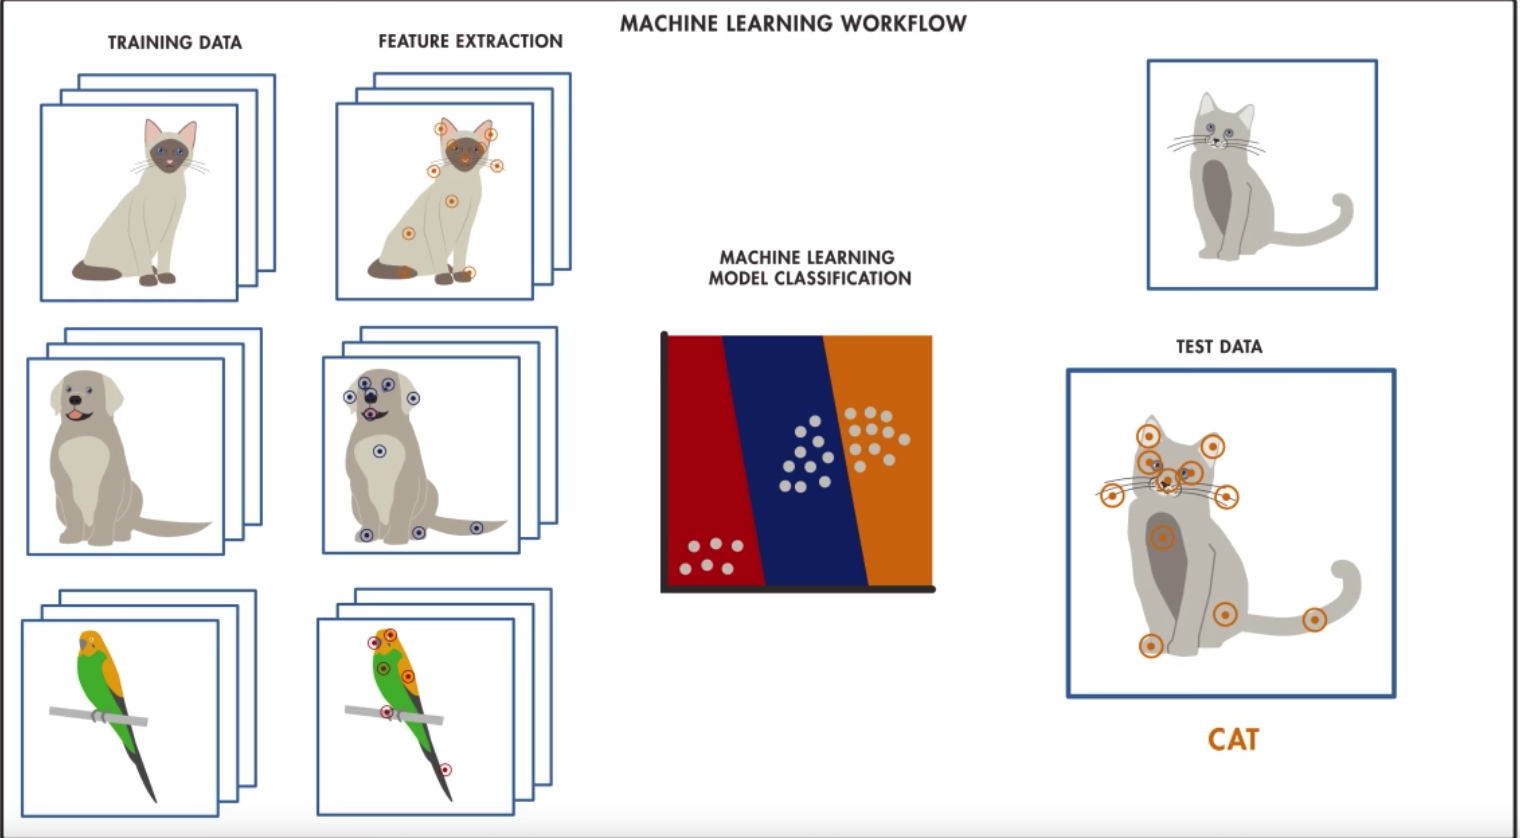 MACHINE LEARNING WORKFLOW
TRAINING DATA
FEATURE EXTRACTION
MACHINE LEARNING
MODEL CLASSIFICATION
TEST DATA
CAT